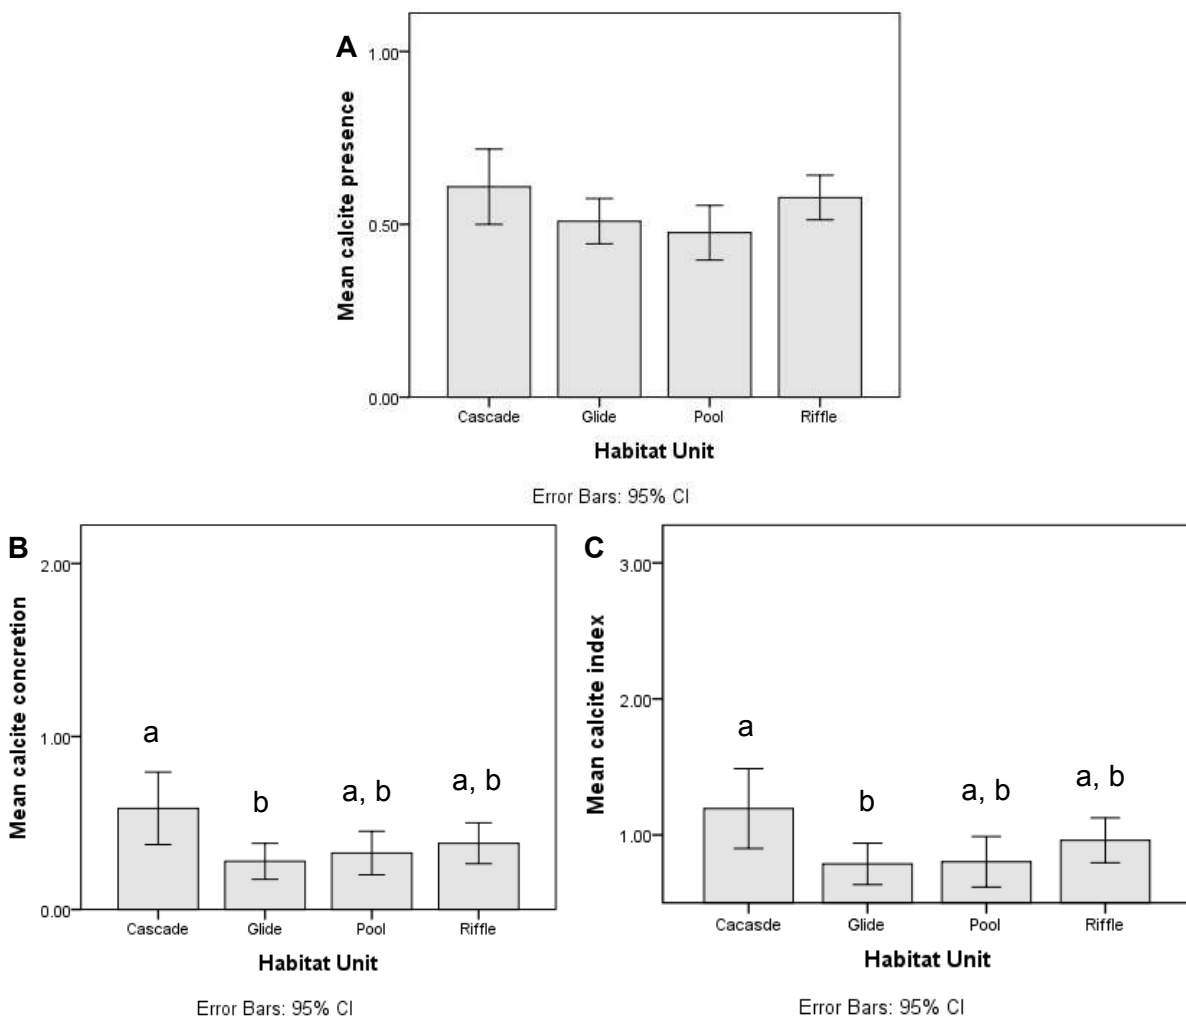 A
1.00
0.50
0.00
Mean calcite presence
Cascade Glide Pool Riffle
Habitat Unit
Error Bars: 95% CI
B
2.00
1.00
0.00
Mean calcite concretion
a b a, b a, b
Cascade Glide Pool Riffle
Habitat Unit
Error Bars: 95% CI
C
3.00
2.00
1.00
Mean calcite index
a b a, b a, b
Cacasde Glide Pool Riffle
Habitat Unit
Error Bars: 95% CI